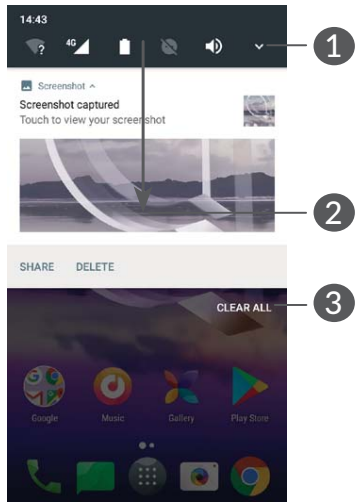 14:43
4G
1
Screenshot
Screenshot captured
Touch to view your screenshot
2
SHARE DELETE
3
CLEAR ALL
Google Music Gallery Play Store